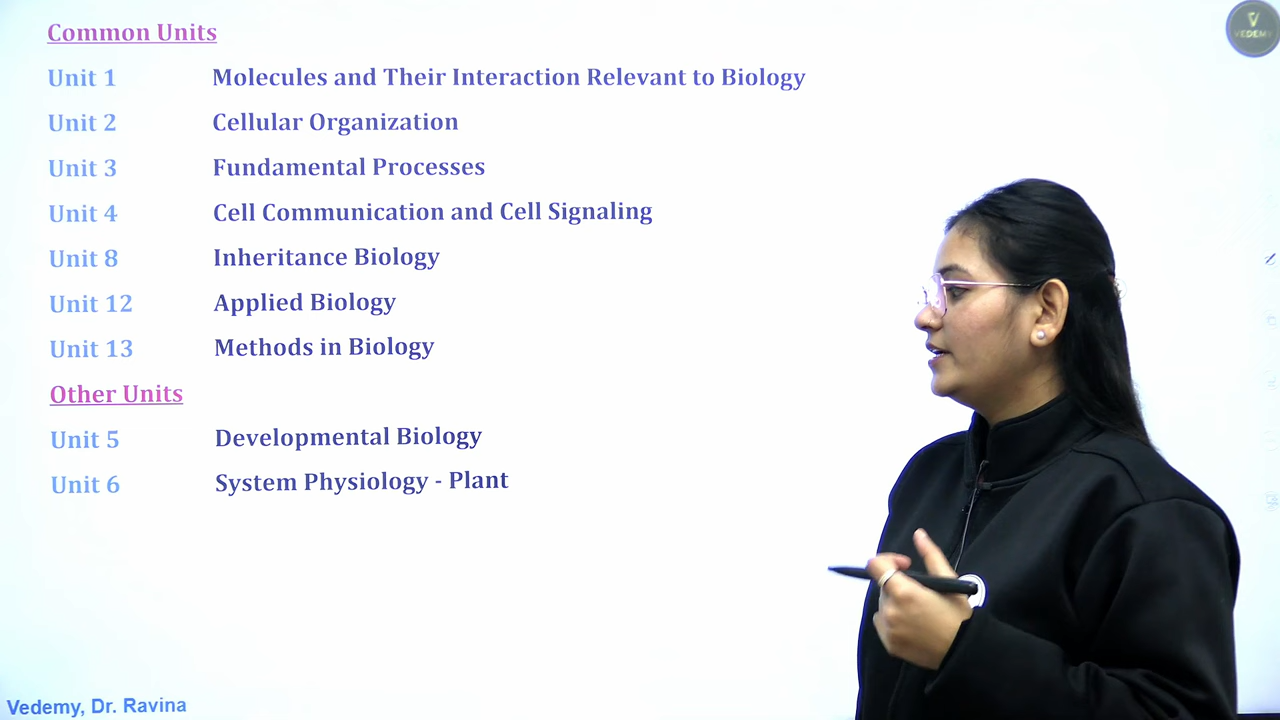 Common Units
Unit 1 Molecules and Their Interaction Relevant to Biology
Unit 2 Cellular Organization
Unit 3 Fundamental Processes
Unit 4 Cell Communication and Cell Signaling
Unit 8 Inheritance Biology
Unit 12 Applied Biology
Unit 13 Methods in Biology
Other Units
Unit 5 Developmental Biology
Unit 6 System Physiology - Plant
Vedemy, Dr. Ravina
VEDEMY